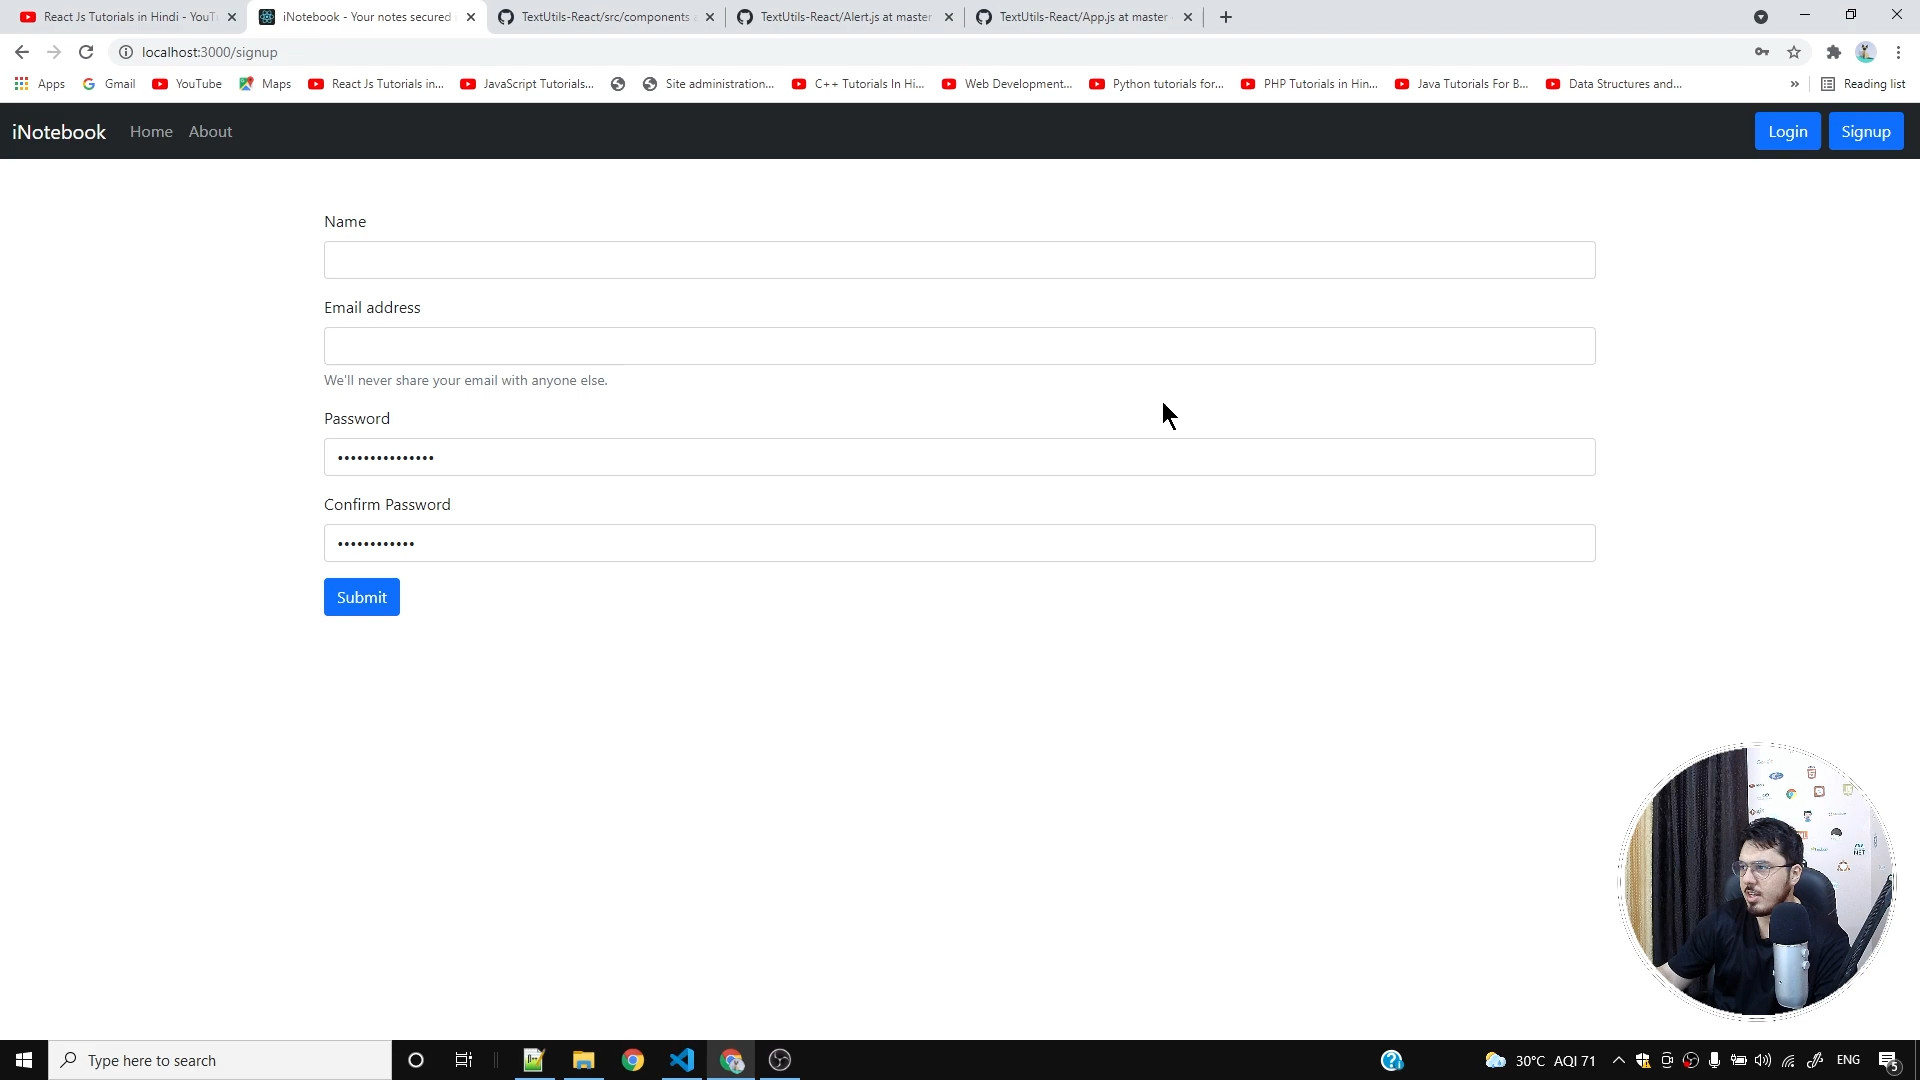 React Js Tutorials in Hindi - YouT
iNotebook - Your notes secured
TextUtils-React/src/components
TextUtils-React/Alert.js at master
TextUtils-React/App.js at master
localhost:3000/signup
Apps
Gmail
YouTube
Maps
React Js Tutorials in...
JavaScript Tutorials...
Site administration...
C++ Tutorials In Hi...
Web Development...
Python tutorials for...
PHP Tutorials in Hin...
Java Tutorials For B...
Data Structures and...
»
Reading list
iNotebook
Home
About
Login
Signup
Name
Email address
We'll never share your email with anyone else.
Password
Confirm Password
Submit
Type here to search
30°C AQI 71
ENG
5